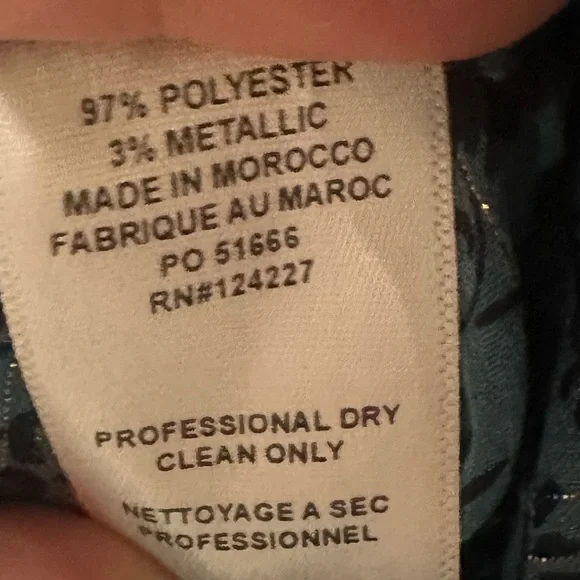 97% POLYESTER
3% METALLIC
MADE IN MOROCCO
FABRIQUE AU MAROC
PO 51666
RN#124227
PROFESSIONAL DRY
CLEAN ONLY
NETTOYAGE A SEC
PROFESSIONNEL